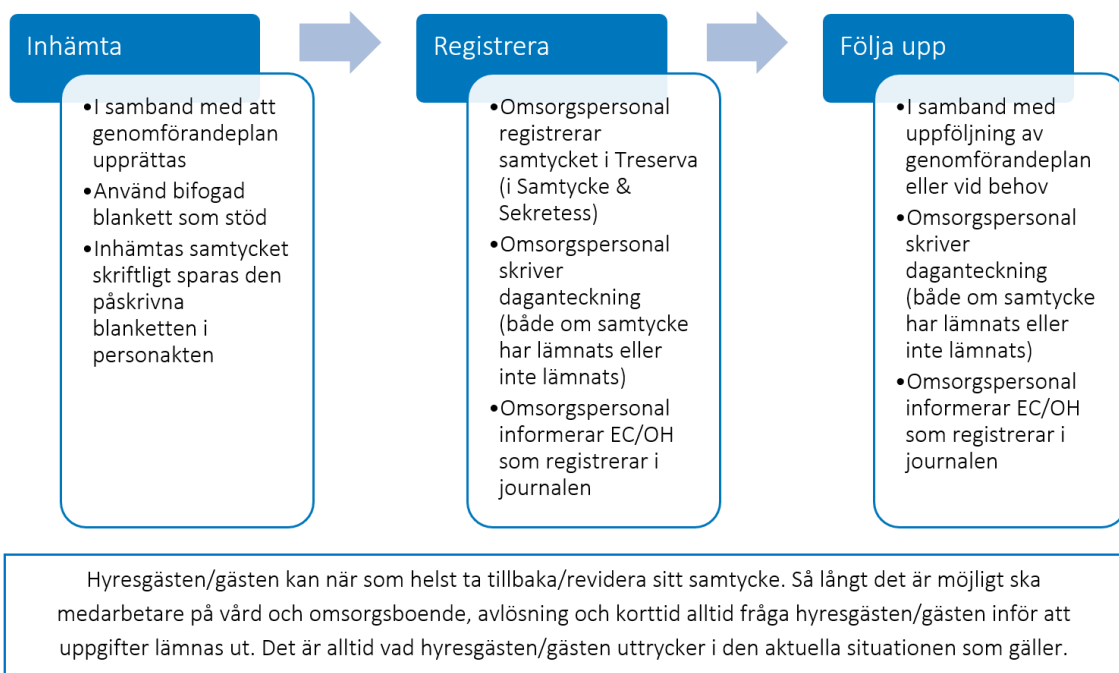 Inhämta
•I samband med att
genomförandeplan
upprättas
•Använd bifogad
blankett som stöd
•Inhämtas samtycket
skriftligt sparas den
påskrivna
blanketten i
personakten
Registrera
•Omsorgspersonal
registrerar
samtycket i Treserva
(i Samtycke &
Sekretess)
•Omsorgspersonal
skriver
daganteckning
(både om samtycke
har lämnats eller
inte lämnats)
•Omsorgspersonal
informerar EC/OH
som registrerar i
journalen
Följa upp
•I samband med
uppföljning av
genomförandeplan
eller vid behov
•Omsorgspersonal
skriver
daganteckning
(både om samtycke
har lämnats eller
inte lämnats)
•Omsorgspersonal
informerar EC/OH
som registrerar i
journalen
Hyresgästen/gästen kan när som helst ta tillbaka/revidera sitt samtycke. Så långt det är möjligt ska
medarbetare på vård och omsorgsboende, avlösning och korttid alltid fråga hyresgästen/gästen inför att
uppgifter lämnas ut. Det är alltid vad hyresgästen/gästen uttrycker i den aktuella situationen som gäller.